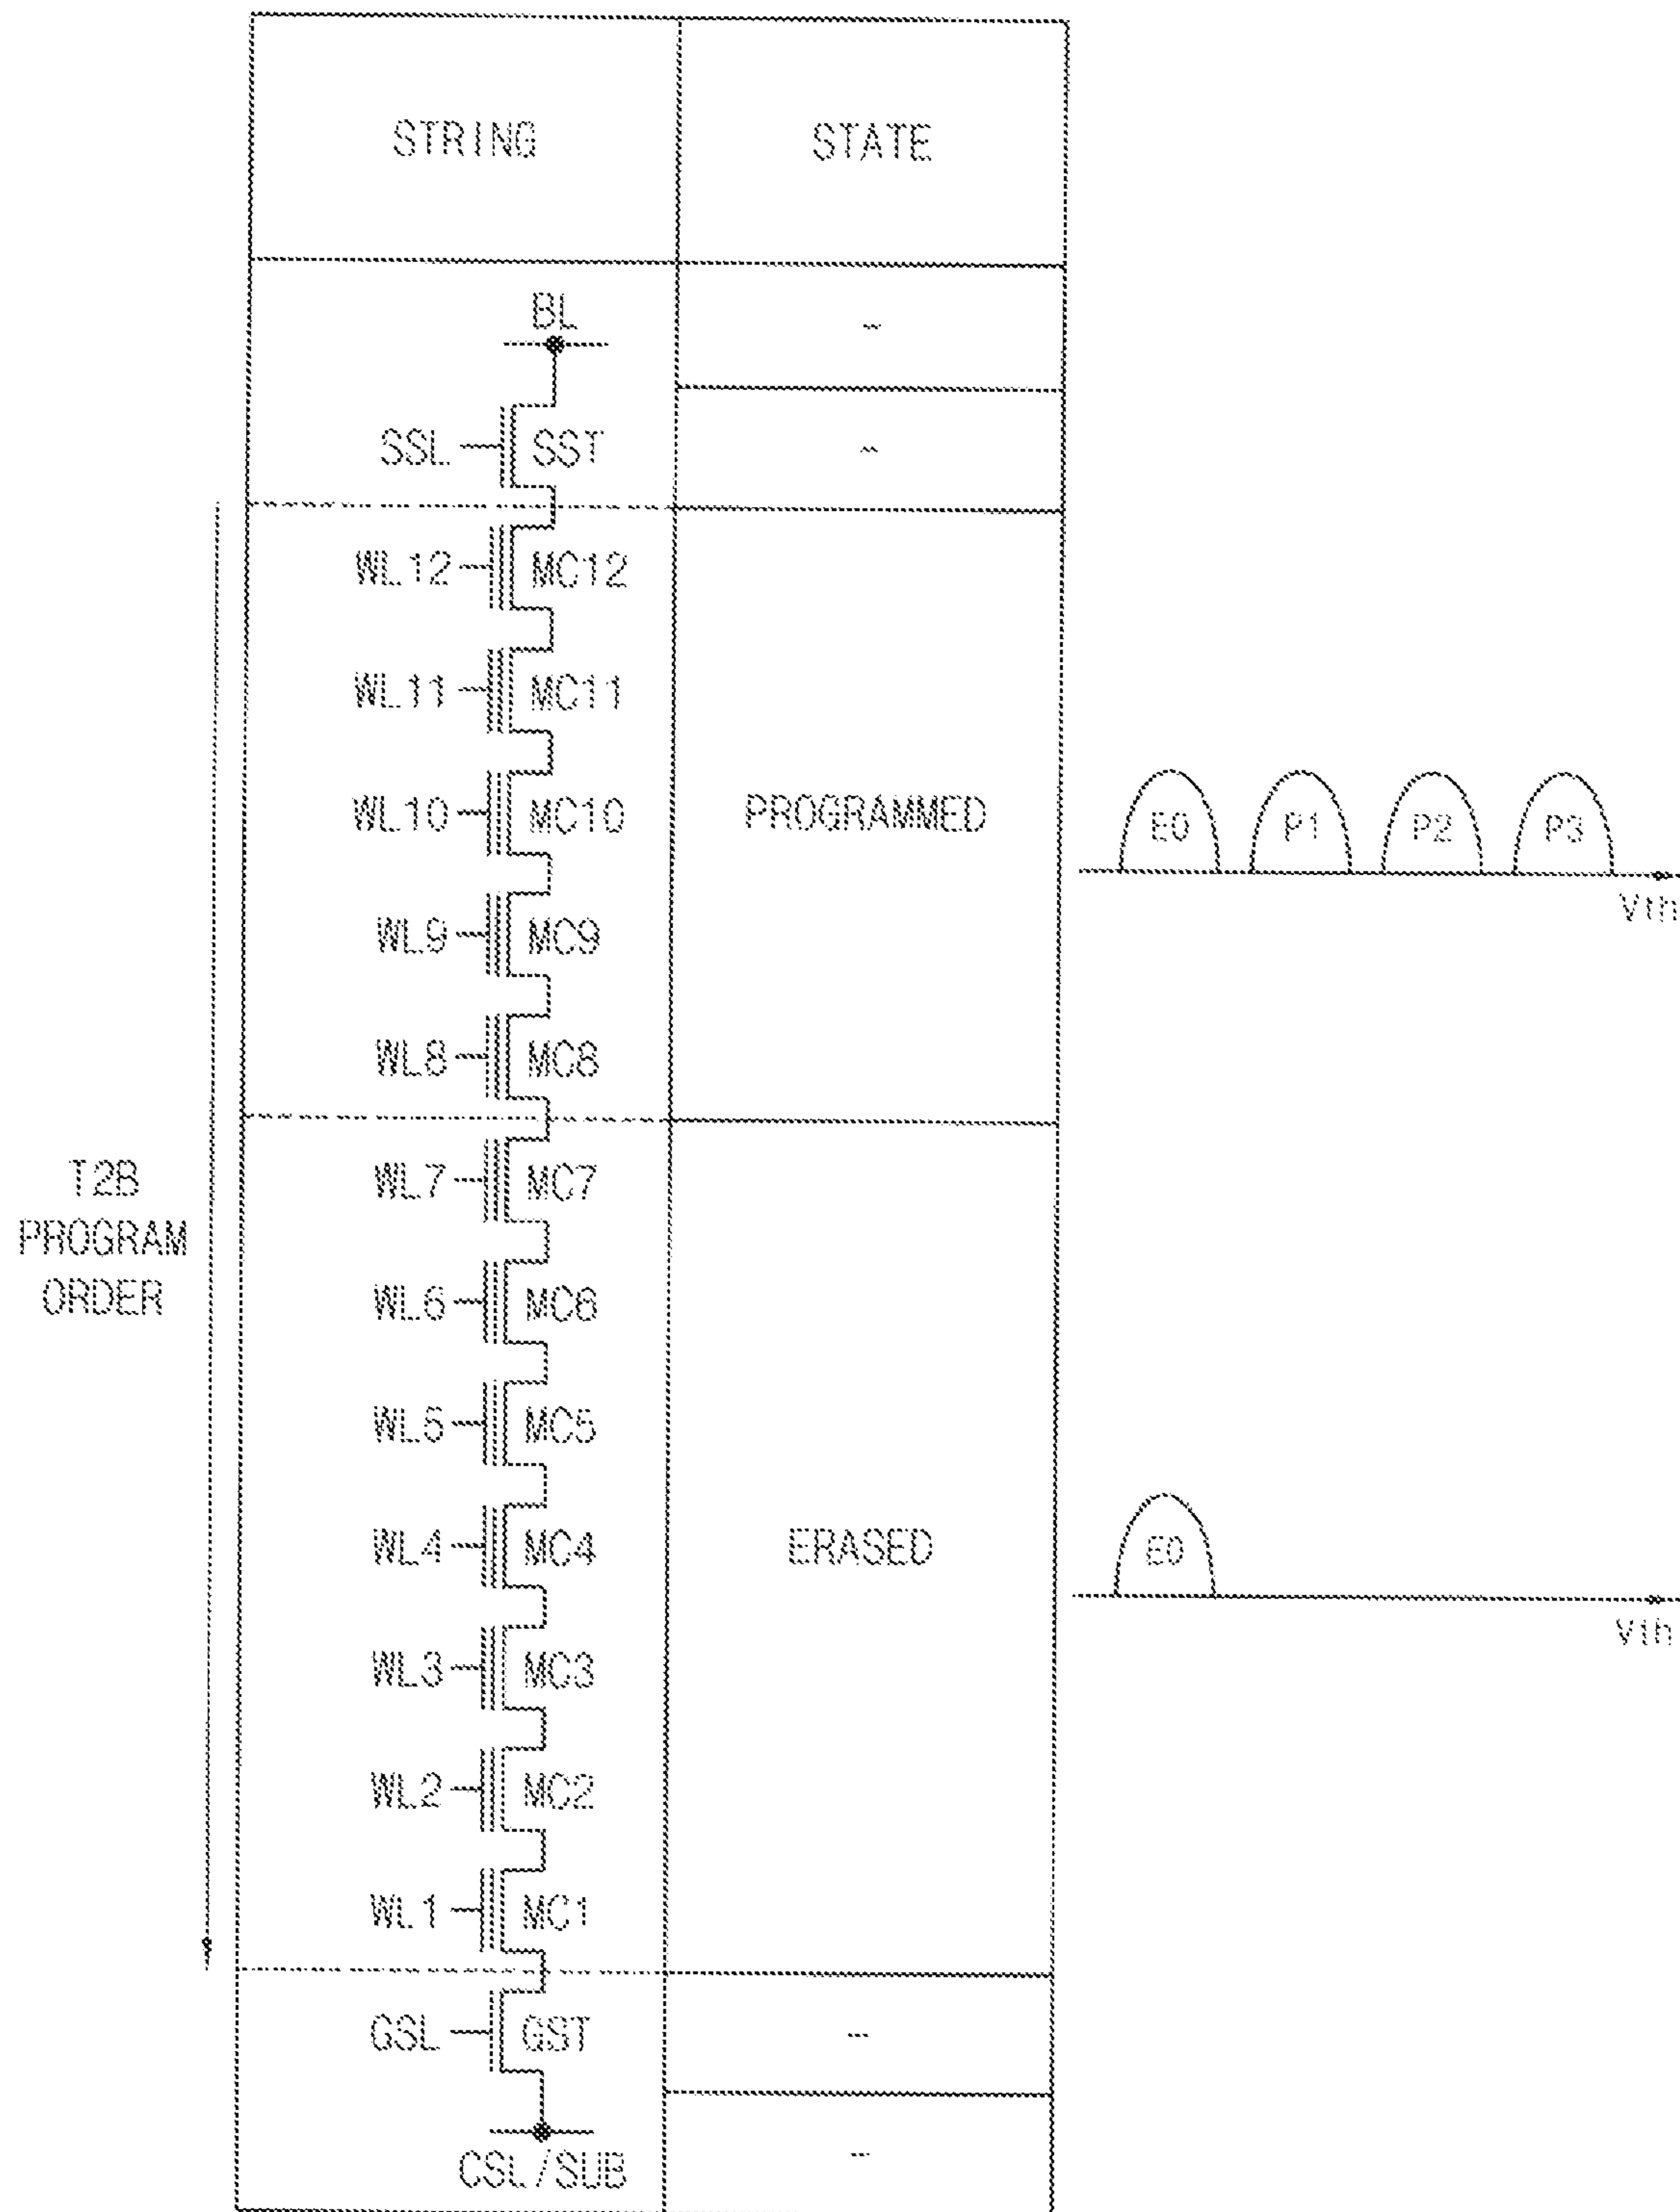 STRING STATE
BL -
SSL SST -
WL12 MC12
WL11 MC11
WL10 MC10 PROGRAMMED E0 P1 P2 P3
Vth
WL9 MC9
WL8 MC8
T2B
PROGRAM
ORDER
WL7 MC7
WL6 MC6
WL5 MC5
WL4 MC4 ERASED E0
Vth
WL3 MC3
WL2 MC2
WL1 MC1
GSL GST -
CSL/SUB -